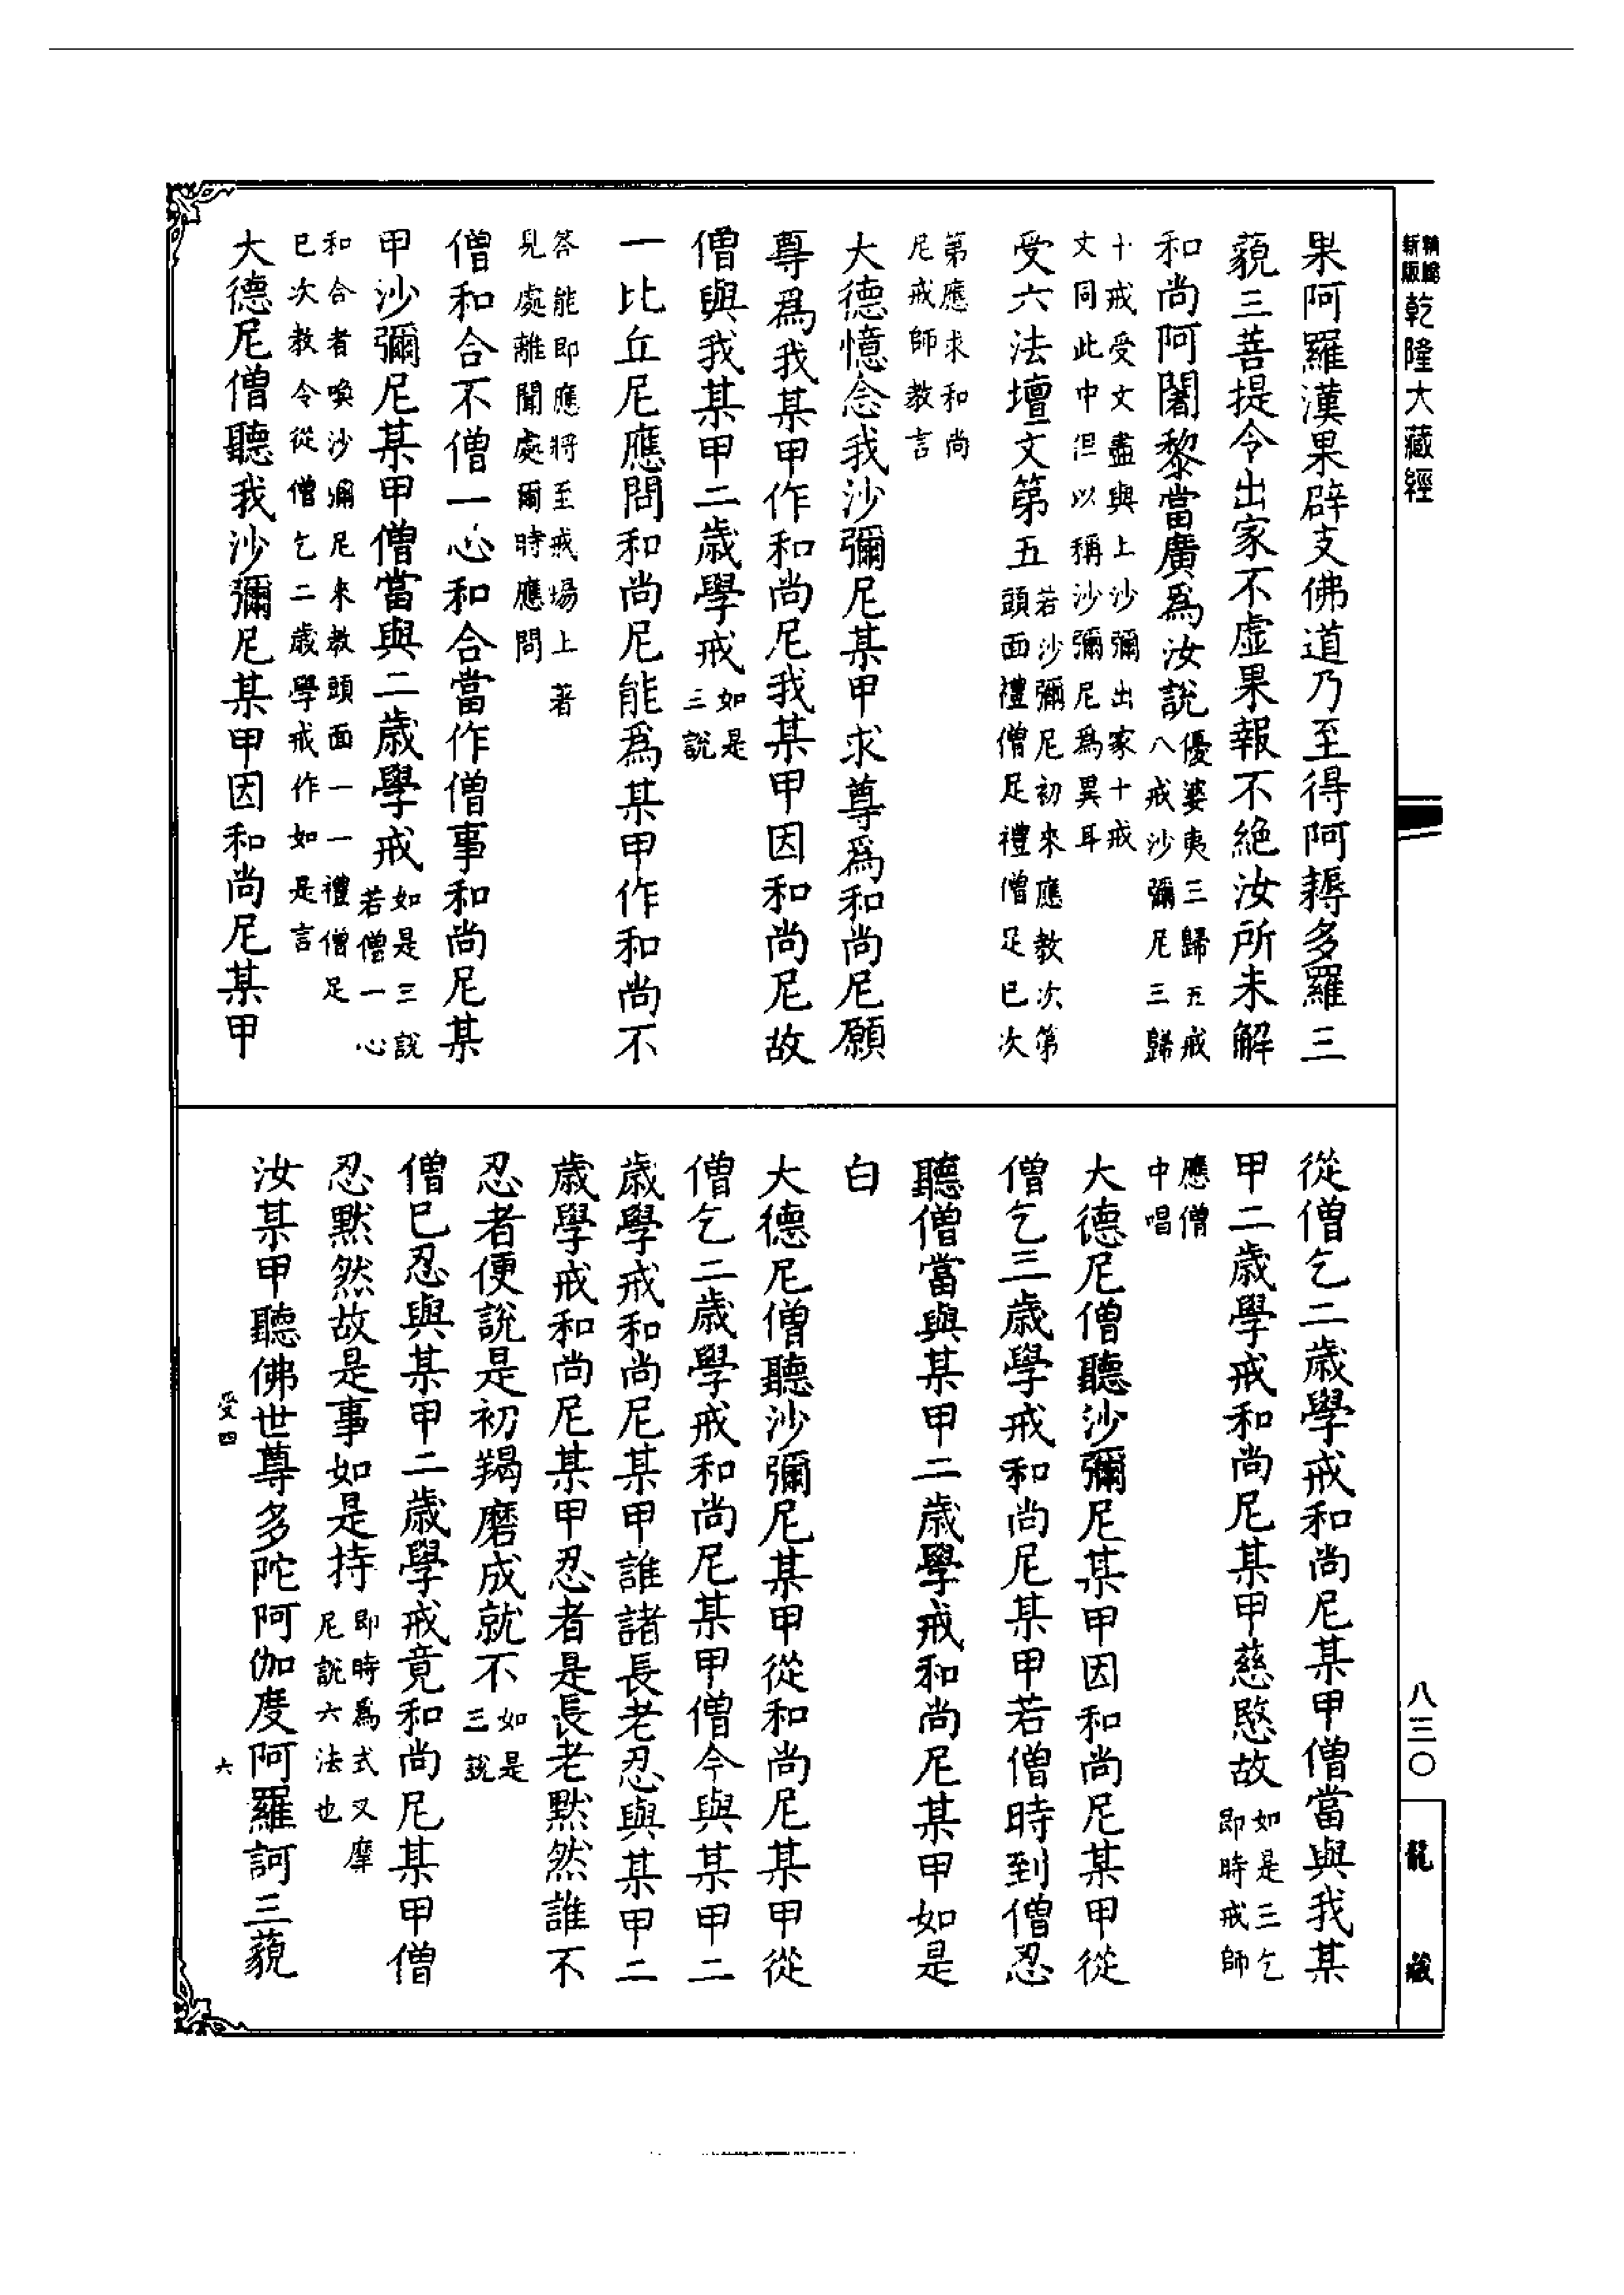 精繪新版乾隆大藏經
果阿羅漢果辟支佛道乃至得阿耨多羅三
藐三菩提令出家不虛果報不絕汝所未解
和尚阿闍黎當廣為汝說優婆夷三歸五戒
八戒沙彌尼三歸
十戒受文盡與上沙彌出家十戒
文同此中但以稱沙彌尼為異耳
受六法壇文第五若沙彌尼初來應教次第
頭面禮僧足禮僧足已次
第應求和尚
尼戒師教言
大德憶念我沙彌尼某甲求尊為和尚尼願
尊為我某甲作和尚尼我某甲因和尚尼故
僧與我某甲二歲學戒如是
三說
一比丘尼應問和尚尼能為某甲作和尚不
答能即應將至戒場上著
見處離聞處爾時應問
僧和合不僧一心和合當作僧事和尚尼某
甲沙彌尼某甲僧當與二歲學戒如是三說
若僧一心
和合者喚沙彌尼來教頭面一一禮僧足
已次教令從僧乞二歲學戒作如是言
大德尼僧聽我沙彌尼某甲因和尚尼某甲
從僧乞二歲學戒和尚尼某甲僧當與我某
甲二歲學戒和尚尼某甲慈愍故如是三乞
即時戒師
應僧
中唱
大德尼僧聽沙彌尼某甲因和尚尼某甲從
僧乞二歲學戒和尚尼某甲若僧時到僧忍
聽僧當與某甲二歲學戒和尚尼某甲如是
白
大德尼僧聽沙彌尼某甲從和尚尼某甲從
僧乞二歲學戒和尚尼某甲僧今與某甲二
歲學戒和尚尼某甲誰諸長老忍與某甲二
歲學戒和尚尼某甲忍者是長老默然誰不
忍者便說是初羯磨成就不如是
三說
僧已忍與某甲二歲學戒竟和尚尼某甲僧
忍默然故是事如是持即時為式叉摩
尼說六法也
汝某甲聽佛世尊多陀阿伽度阿羅訶三藐
受四
六
八三〇
龍藏